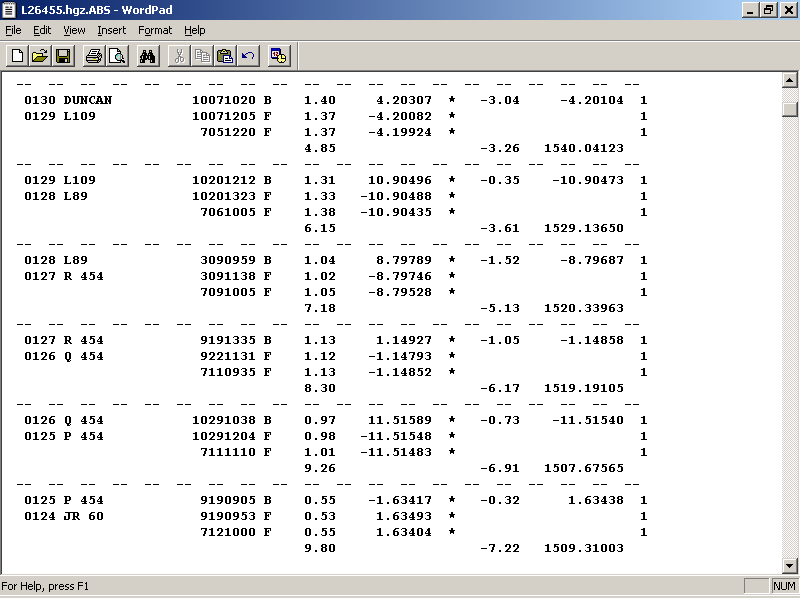 L26455.hgz.ABS - WordPad
File Edit View Insert Format Help
-- -- -- -- -- -- -- -- -- -- -- -- -- -- -- -- -- -- -- --
0130 DUNCAN 10071020 B 1.40 4.20307 * -3.04 -4.20104 1
0129 L109 10071205 F 1.37 -4.20082 * 1
7051220 F 1.37 -4.19924 * 1
4.85 -3.26 1540.04123
-- -- -- -- -- -- -- -- -- -- -- -- -- -- -- -- -- -- -- --
0129 L109 10201212 B 1.31 10.90496 * -0.35 -10.90473 1
0128 L89 10201323 F 1.33 -10.90488 * 1
7061005 F 1.38 -10.90435 * 1
6.15 -3.61 1529.13650
-- -- -- -- -- -- -- -- -- -- -- -- -- -- -- -- -- -- -- --
0128 L89 3090959 B 1.04 8.79789 * -1.52 -8.79687 1
0127 R 454 3091138 F 1.02 -8.79746 * 1
7091005 F 1.05 -8.79528 * 1
7.18 -5.13 1520.33963
-- -- -- -- -- -- -- -- -- -- -- -- -- -- -- -- -- -- -- --
0127 R 454 9191335 B 1.13 1.14927 * -1.05 -1.14858 1
0126 Q 454 9221131 F 1.12 -1.14793 * 1
7110935 F 1.13 -1.14852 * 1
8.30 -6.17 1519.19105
-- -- -- -- -- -- -- -- -- -- -- -- -- -- -- -- -- -- -- --
0126 Q 454 10291038 B 0.97 11.51589 * -0.73 -11.51540 1
0125 P 454 10291204 F 0.98 -11.51548 * 1
7111110 F 1.01 -11.51483 * 1
9.26 -6.91 1507.67565
-- -- -- -- -- -- -- -- -- -- -- -- -- -- -- -- -- -- -- --
0125 P 454 9190905 B 0.55 -1.63417 * -0.32 1.63438 1
0124 JR 60 9190953 F 0.53 1.63493 * 1
7121000 F 0.55 1.63404 * 1
9.80 -7.22 1509.31003
For Help, press F1 NUM